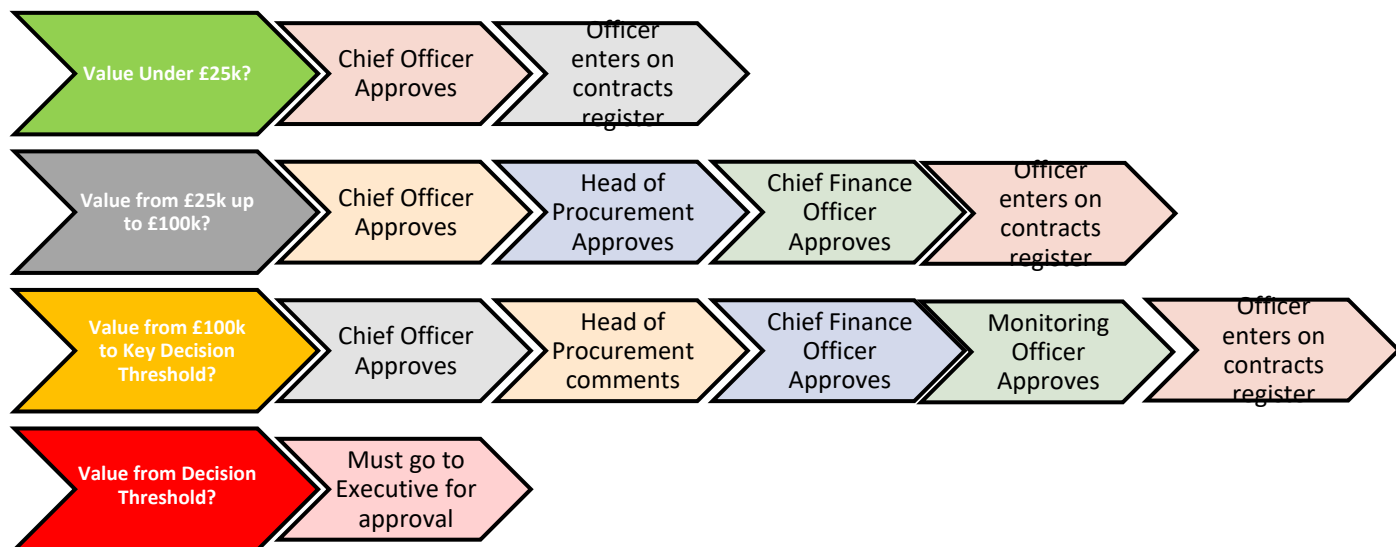 Value Under £25k?
Chief Officer
Approves
Officer
enters on
contracts
register
Value from £25k up
to £100k?
Chief Officer
Approves
Head of
Procurement
Approves
Chief Finance
Officer
Approves
Officer
enters on
contracts
register
Value from £100k
to Key Decision
Threshold?
Chief Officer
Approves
Head of
Procurement
comments
Chief Finance
Officer
Approves
Monitoring
Officer
Approves
Officer
enters on
contracts
register
Value from Decision
Threshold?
Must go to
Executive for
approval